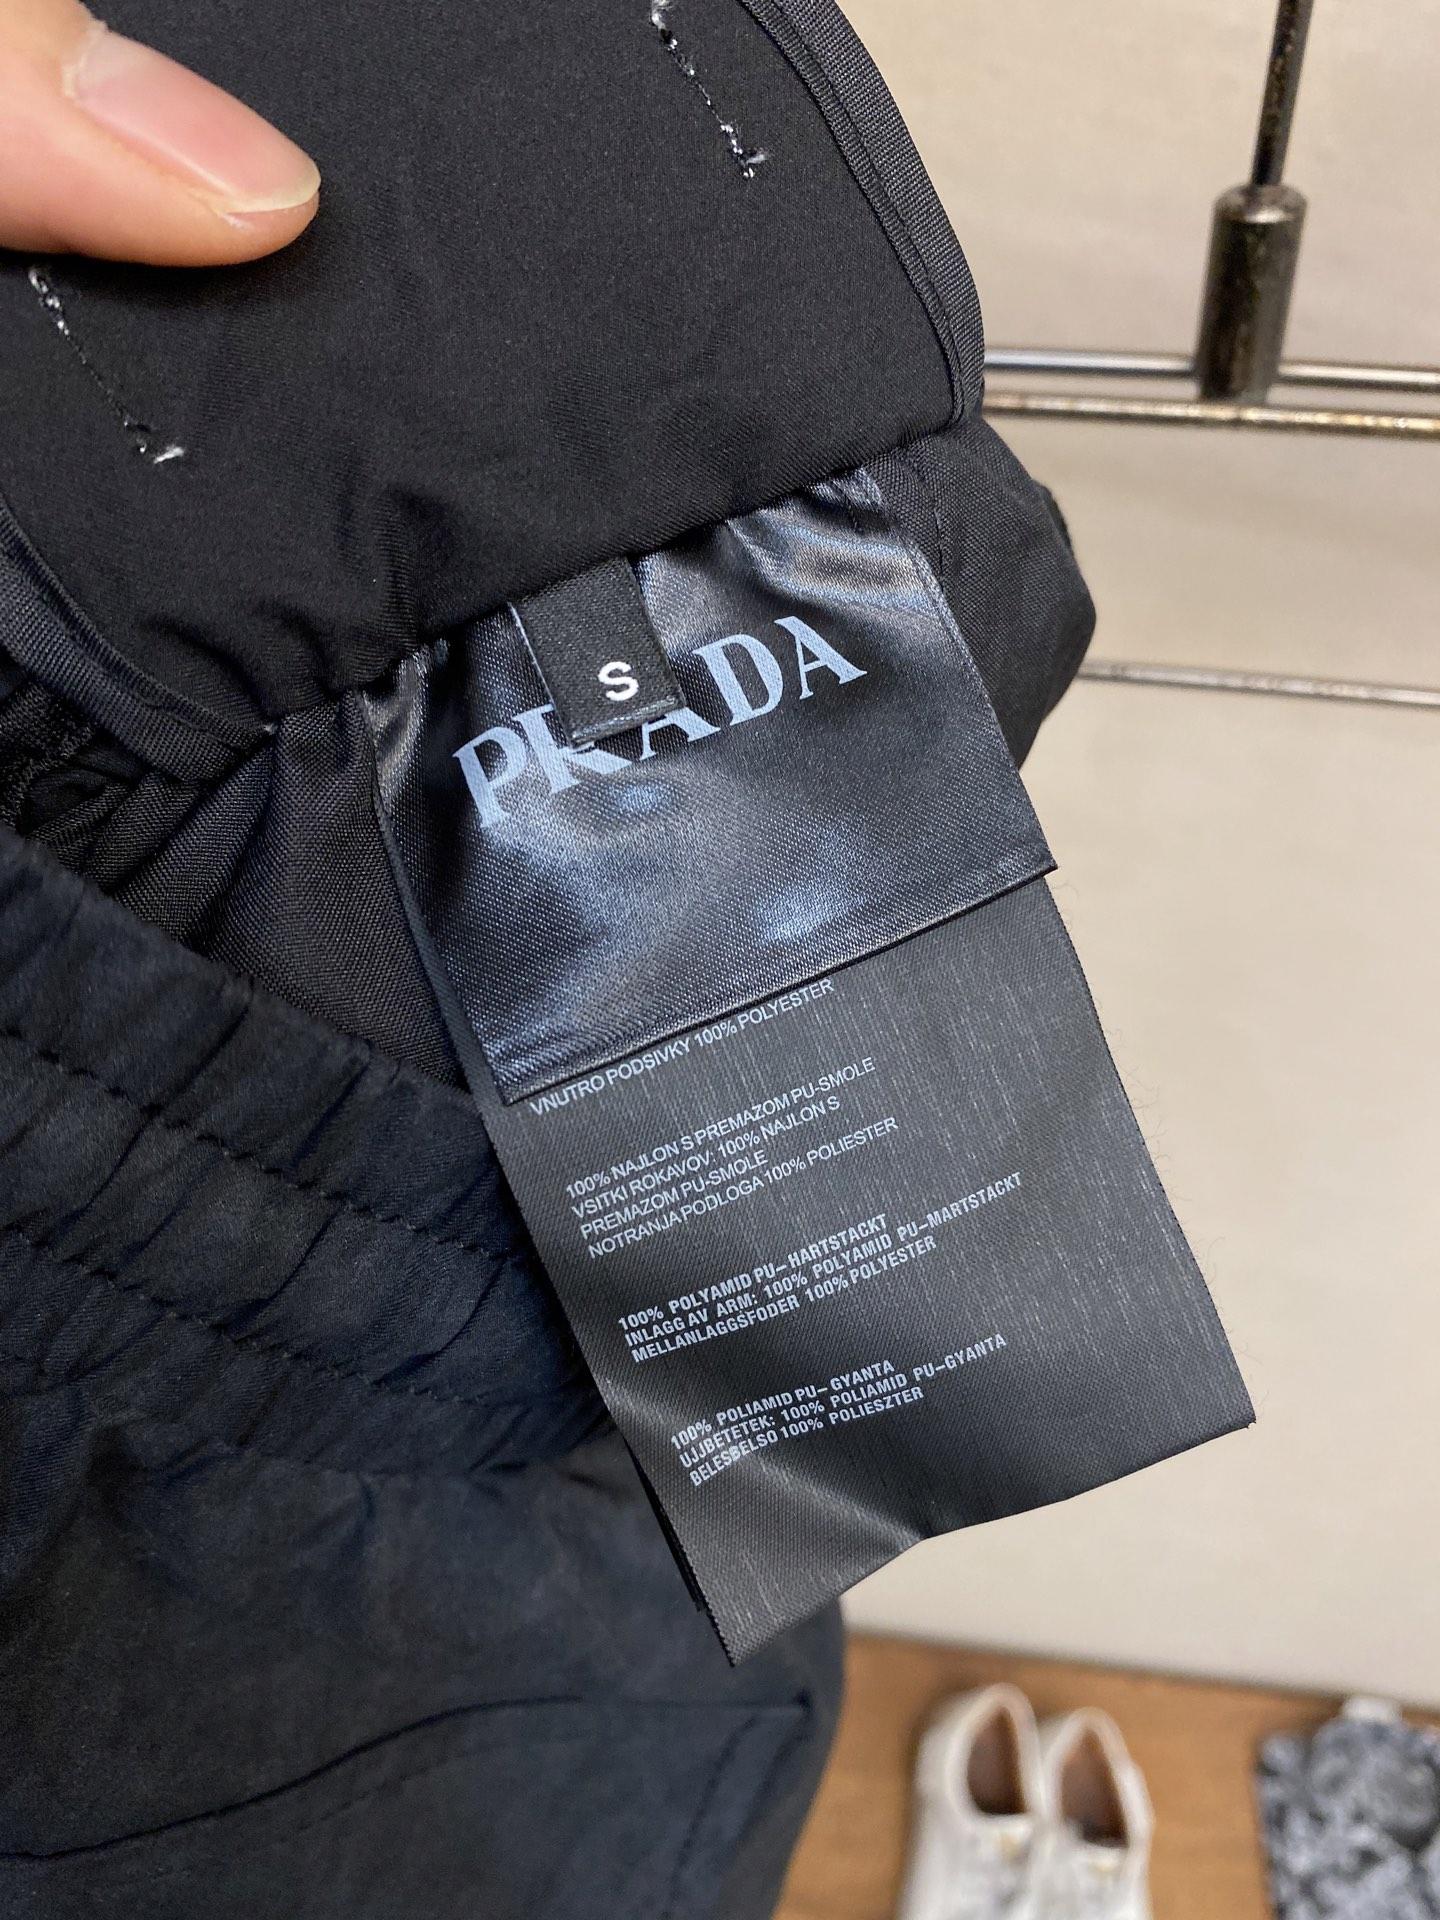 S
PRADA
VNUTRO PODSIVKY 100% POLYESTER
100% NAJLON S PREMAZOM PU-SMOLE
VSITKI ROKAVOV: 100% NAJLON S
PREMAZOM PU-SMOLE
NOTRANJA PODLOGA 100% POLIESTER
100% POLYAMID PU-HARTSTACKT
INLAGG AV ARM: 100% POLYAMID PU-MARTSTACKT
MELLANLAGGSFODER 100% POLYESTER
100% POLIAMID PU-GYANTA
UJJBETETEK: 100% POLIAMID PU-GYANTA
BELESBELSO 100% POLIESZTER